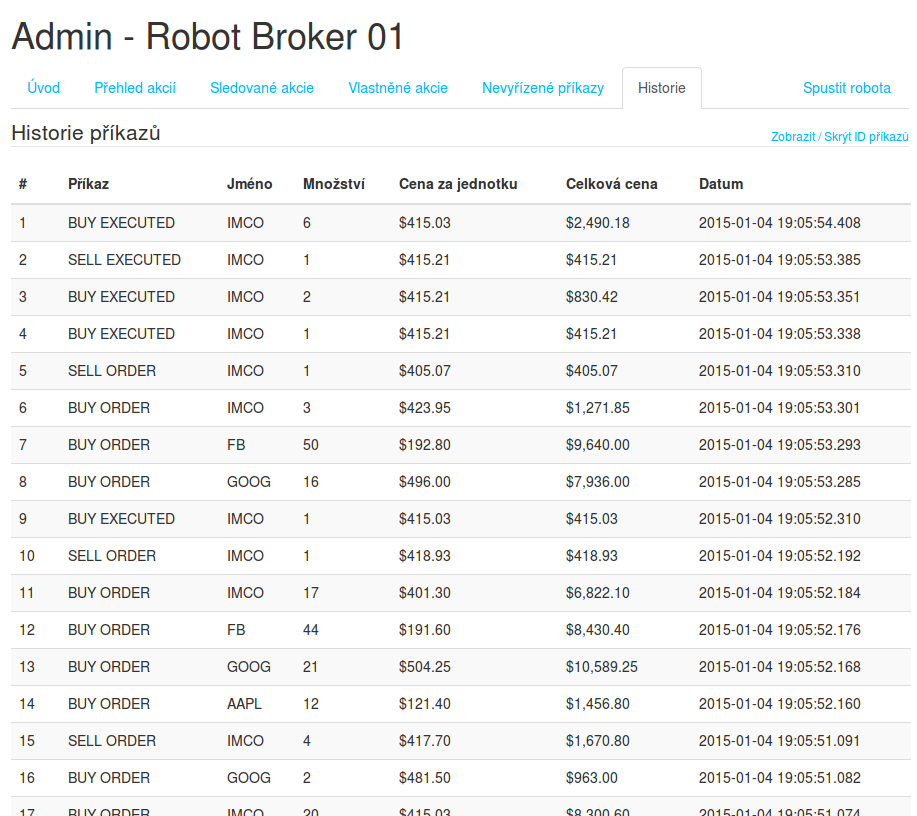 Admin - Robot Broker 01
Úvod Přehled akcií Sledované akcie Vlastněné akcie Nevyřízené příkazy Historie Spustit robota
Historie příkazů Zobrazit / Skrýt ID příkazů
# Příkaz Jméno Množství Cena za jednotku Celková cena Datum
1 BUY EXECUTED IMCO 6 $415.03 $2,490.18 2015-01-04 19:05:54.408
2 SELL EXECUTED IMCO 1 $415.21 $415.21 2015-01-04 19:05:53.385
3 BUY EXECUTED IMCO 2 $415.21 $830.42 2015-01-04 19:05:53.351
4 BUY EXECUTED IMCO 1 $415.21 $415.21 2015-01-04 19:05:53.338
5 SELL ORDER IMCO 1 $405.07 $405.07 2015-01-04 19:05:53.310
6 BUY ORDER IMCO 3 $423.95 $1,271.85 2015-01-04 19:05:53.301
7 BUY ORDER FB 50 $192.80 $9,640.00 2015-01-04 19:05:53.293
8 BUY ORDER GOOG 16 $496.00 $7,936.00 2015-01-04 19:05:53.285
9 BUY EXECUTED IMCO 1 $415.03 $415.03 2015-01-04 19:05:52.310
10 SELL ORDER IMCO 1 $418.93 $418.93 2015-01-04 19:05:52.192
11 BUY ORDER IMCO 17 $401.30 $6,822.10 2015-01-04 19:05:52.184
12 BUY ORDER FB 44 $191.60 $8,430.40 2015-01-04 19:05:52.176
13 BUY ORDER GOOG 21 $504.25 $10,589.25 2015-01-04 19:05:52.168
14 BUY ORDER AAPL 12 $121.40 $1,456.80 2015-01-04 19:05:52.160
15 SELL ORDER IMCO 4 $417.70 $1,670.80 2015-01-04 19:05:51.091
16 BUY ORDER GOOG 2 $481.50 $963.00 2015-01-04 19:05:51.082
17 BUY ORDER IMCO 20 $415.03 $8,300.60 2015-01-04 19:05:51.074